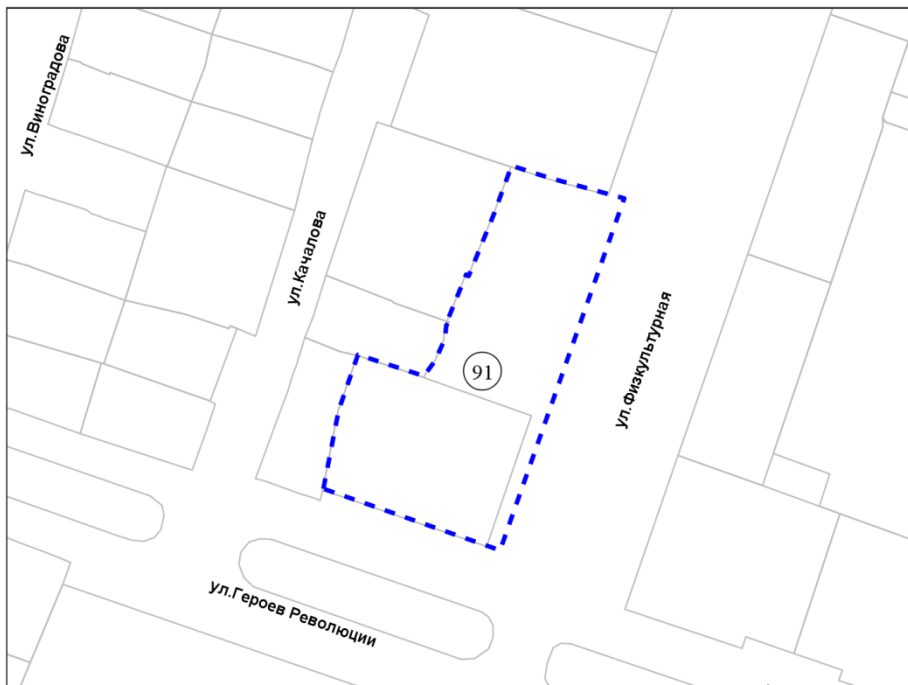 ул.Виноградова
ул.Качалова
ул.Физкультурная
91
ул.Героев Революции